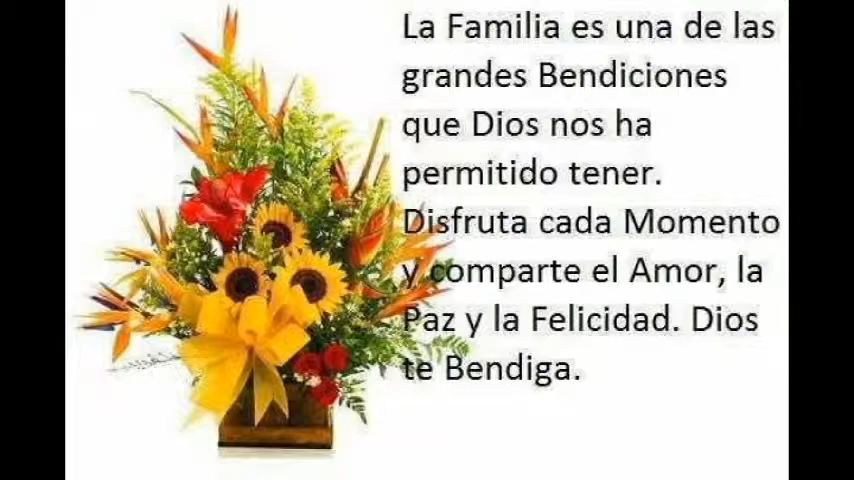 La Familia es una de las
grandes Bendiciones
que Dios nos ha
permitido tener.
Disfruta cada Momento
y comparte el Amor, la
Paz y la Felicidad. Dios
te Bendiga.